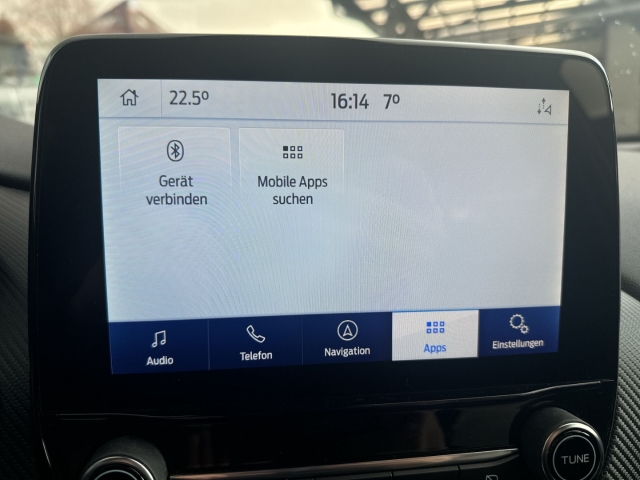 22.5° 16:14 7°
Gerät
verbinden
Mobile Apps
suchen
Audio Telefon Navigation Apps Einstellungen
TUNE